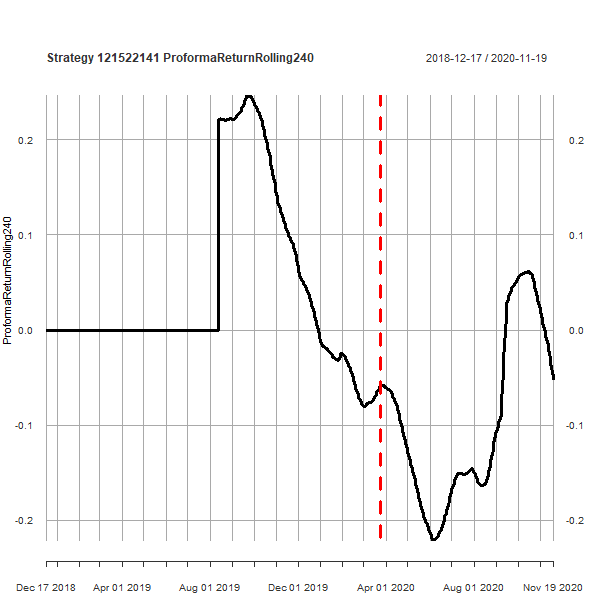 Strategy 121522141 ProformaReturnRolling240
2018-12-17 / 2020-11-19
ProformaReturnRolling240
0.2
0.1
0.0
-0.1
-0.2
0.2
0.1
0.0
-0.1
-0.2
Dec 17 2018
Apr 01 2019
Aug 01 2019
Dec 01 2019
Apr 01 2020
Aug 01 2020
Nov 19 2020